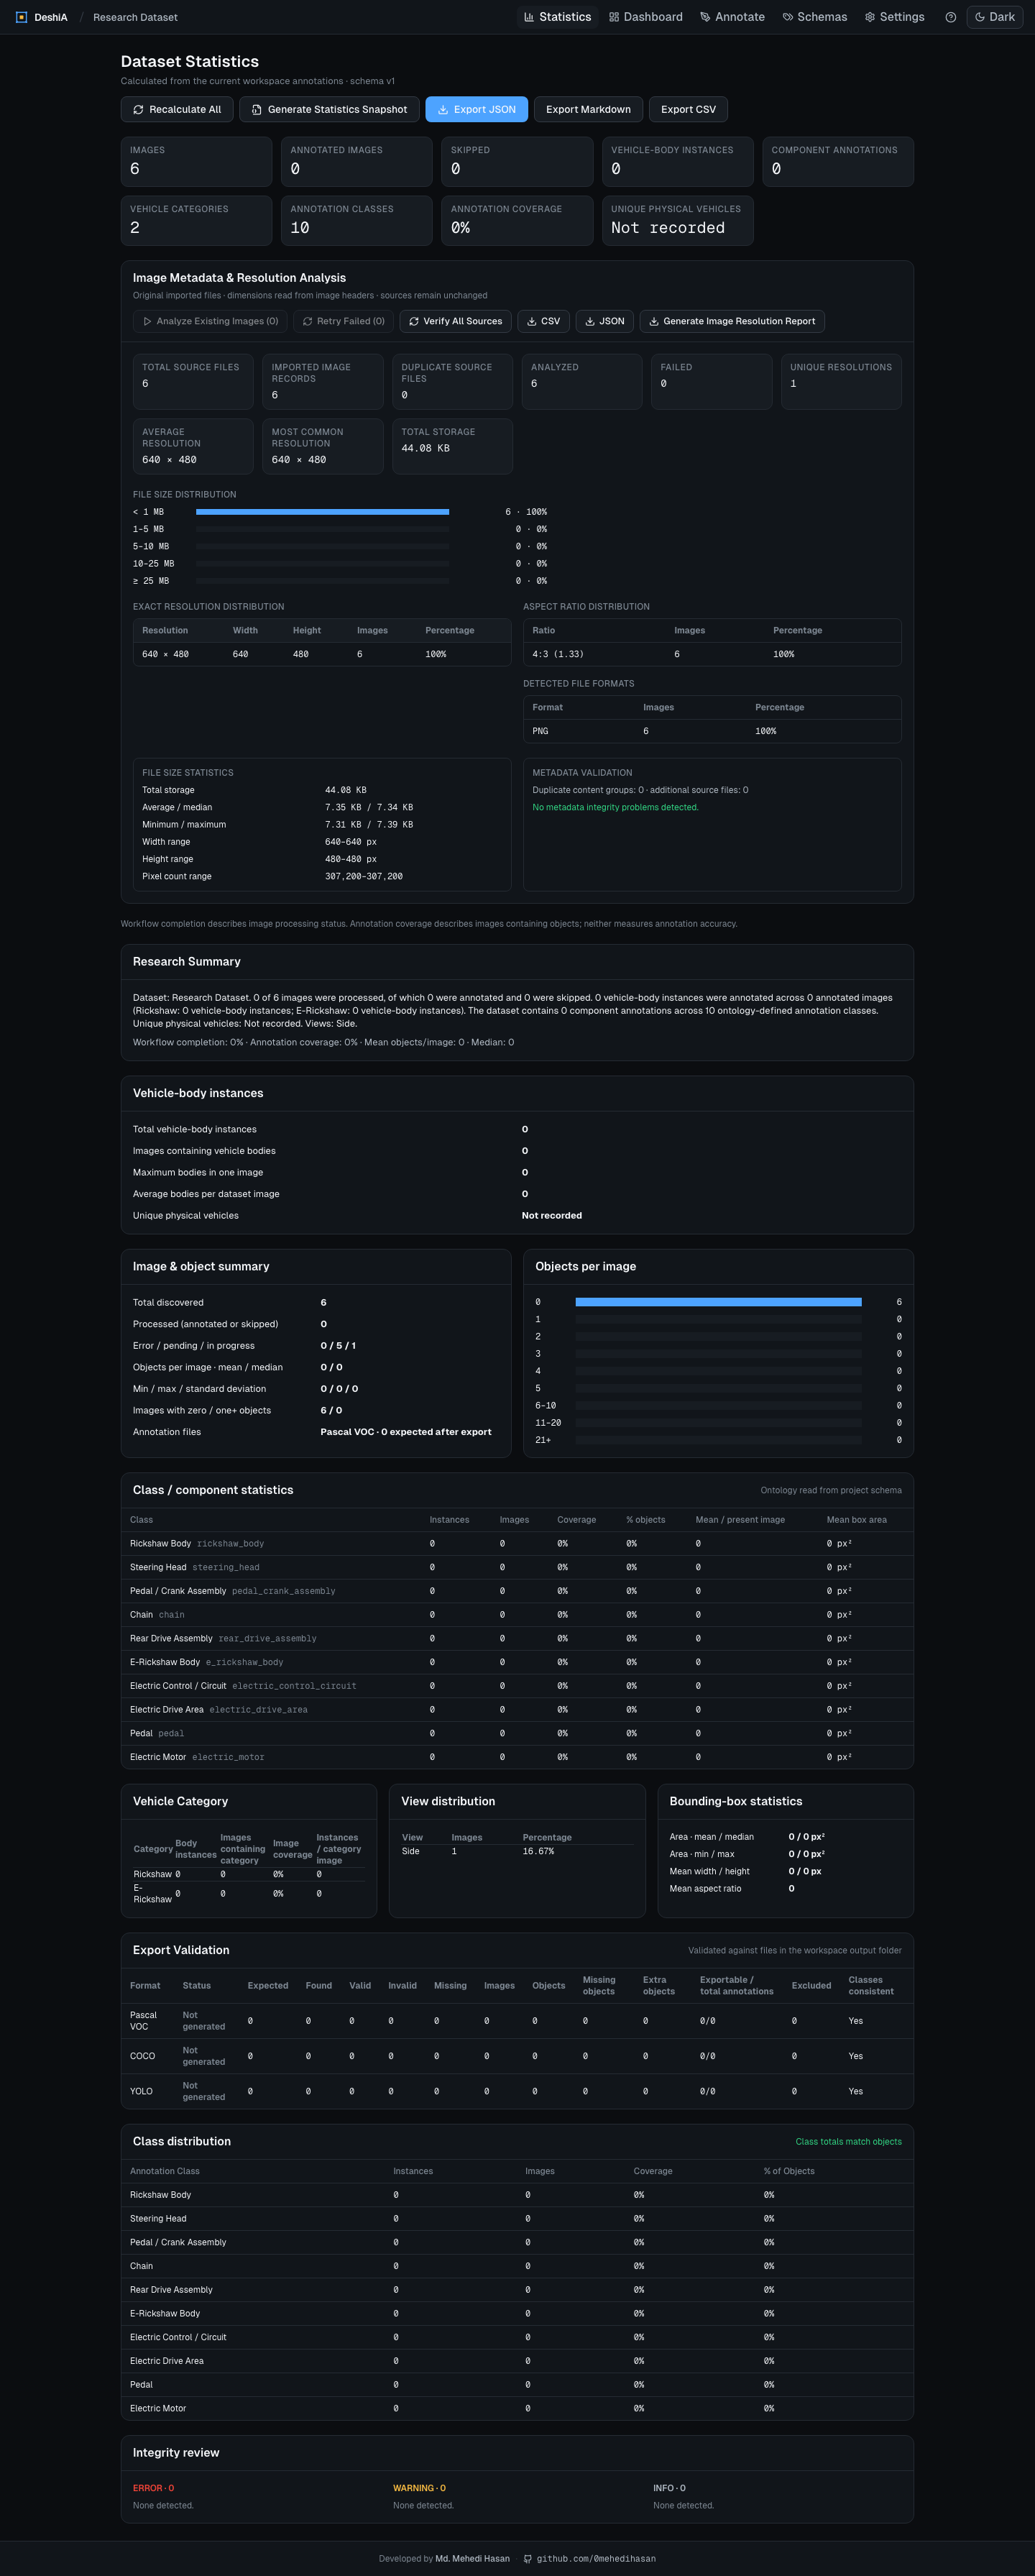 DeshiA / Research Dataset
Statistics Dashboard Annotate Schemas Settings Dark
Dataset Statistics
Calculated from the current workspace annotations · schema v1
Recalculate All Generate Statistics Snapshot Export JSON Export Markdown Export CSV
IMAGES ANNOTATED IMAGES SKIPPED VEHICLE-BODY INSTANCES COMPONENT ANNOTATIONS
6 0 0 0 0
VEHICLE CATEGORIES ANNOTATION CLASSES ANNOTATION COVERAGE UNIQUE PHYSICAL VEHICLES
2 10 0% Not recorded
Image Metadata & Resolution Analysis
Original imported files · dimensions read from image headers · sources remain unchanged
Analyze Existing Images (0) Retry Failed (0) Verify All Sources CSV JSON Generate Image Resolution Report
TOTAL SOURCE FILES
6
IMPORTED IMAGE
RECORDS
6
DUPLICATE SOURCE
FILES
0
ANALYZED
6
FAILED
0
UNIQUE RESOLUTIONS
1
AVERAGE
RESOLUTION
640 × 480
MOST COMMON
RESOLUTION
640 × 480
TOTAL STORAGE
44.08 KB
FILE SIZE DISTRIBUTION
< 1 MB 6 · 100%
1–5 MB 0 · 0%
5–10 MB 0 · 0%
10–25 MB 0 · 0%
≥ 25 MB 0 · 0%
EXACT RESOLUTION DISTRIBUTION
Resolution Width Height Images Percentage
640 × 480 640 480 6 100%
ASPECT RATIO DISTRIBUTION
Ratio Images Percentage
4:3 (1.33) 6 100%
DETECTED FILE FORMATS
Format Images Percentage
PNG 6 100%
FILE SIZE STATISTICS
Total storage 44.08 KB
Average / median 7.35 KB / 7.34 KB
Minimum / maximum 7.31 KB / 7.39 KB
Width range 640–640 px
Height range 480–480 px
Pixel count range 307,200–307,200
METADATA VALIDATION
Duplicate content groups: 0 · additional source files: 0
No metadata integrity problems detected.
Workflow completion describes image processing status. Annotation coverage describes images containing objects; neither measures annotation accuracy.
Research Summary
Dataset: Research Dataset. 0 of 6 images were processed, of which 0 were annotated and 0 were skipped. 0 vehicle-body instances were annotated across 0 annotated images
(Rickshaw: 0 vehicle-body instances; E-Rickshaw: 0 vehicle-body instances). The dataset contains 0 component annotations across 10 ontology-defined annotation classes.
Unique physical vehicles: Not recorded. Views: Side.
Workflow completion: 0% · Annotation coverage: 0% · Mean objects/image: 0 · Median: 0
Vehicle-body instances
Total vehicle-body instances 0
Images containing vehicle bodies 0
Maximum bodies in one image 0
Average bodies per dataset image 0
Unique physical vehicles Not recorded
Image & object summary
Total discovered 6
Processed (annotated or skipped) 0
Error / pending / in progress 0 / 5 / 1
Objects per image · mean / median 0 / 0
Min / max / standard deviation 0 / 0 / 0
Images with zero / one+ objects 6 / 0
Annotation files Pascal VOC · 0 expected after export
Objects per image
0 6
1 0
2 0
3 0
4 0
5 0
6–10 0
11–20 0
21+ 0
Class / component statistics Ontology read from project schema
Class Instances Images Coverage % objects Mean / present image Mean box area
Rickshaw Body rickshaw_body 0 0 0% 0% 0 0 px²
Steering Head steering_head 0 0 0% 0% 0 0 px²
Pedal / Crank Assembly pedal_crank_assembly 0 0 0% 0% 0 0 px²
Chain chain 0 0 0% 0% 0 0 px²
Rear Drive Assembly rear_drive_assembly 0 0 0% 0% 0 0 px²
E-Rickshaw Body e_rickshaw_body 0 0 0% 0% 0 0 px²
Electric Control / Circuit electric_control_circuit 0 0 0% 0% 0 0 px²
Electric Drive Area electric_drive_area 0 0 0% 0% 0 0 px²
Pedal pedal 0 0 0% 0% 0 0 px²
Electric Motor electric_motor 0 0 0% 0% 0 0 px²
Vehicle Category
Category Body instances Images containing category Image coverage Instances / category image
Rickshaw 0 0 0% 0
E-Rickshaw 0 0 0% 0
View distribution
View Images Percentage
Side 1 16.67%
Bounding-box statistics
Area · mean / median 0 / 0 px²
Area · min / max 0 / 0 px²
Mean width / height 0 / 0 px
Mean aspect ratio 0
Export Validation Validated against files in the workspace output folder
Format Status Expected Found Valid Invalid Missing Images Objects Missing objects Extra objects Exportable / total annotations Excluded Classes consistent
Pascal VOC Not generated 0 0 0 0 0 0 0 0 0 0/0 0 Yes
COCO Not generated 0 0 0 0 0 0 0 0 0 0/0 0 Yes
YOLO Not generated 0 0 0 0 0 0 0 0 0 0/0 0 Yes
Class distribution Class totals match objects
Annotation Class Instances Images Coverage % of Objects
Rickshaw Body 0 0 0% 0%
Steering Head 0 0 0% 0%
Pedal / Crank Assembly 0 0 0% 0%
Chain 0 0 0% 0%
Rear Drive Assembly 0 0 0% 0%
E-Rickshaw Body 0 0 0% 0%
Electric Control / Circuit 0 0 0% 0%
Electric Drive Area 0 0 0% 0%
Pedal 0 0 0% 0%
Electric Motor 0 0 0% 0%
Integrity review
ERROR · 0 WARNING · 0 INFO · 0
None detected. None detected. None detected.
Developed by Md. Mehedi Hasan · github.com/0mehedihasan